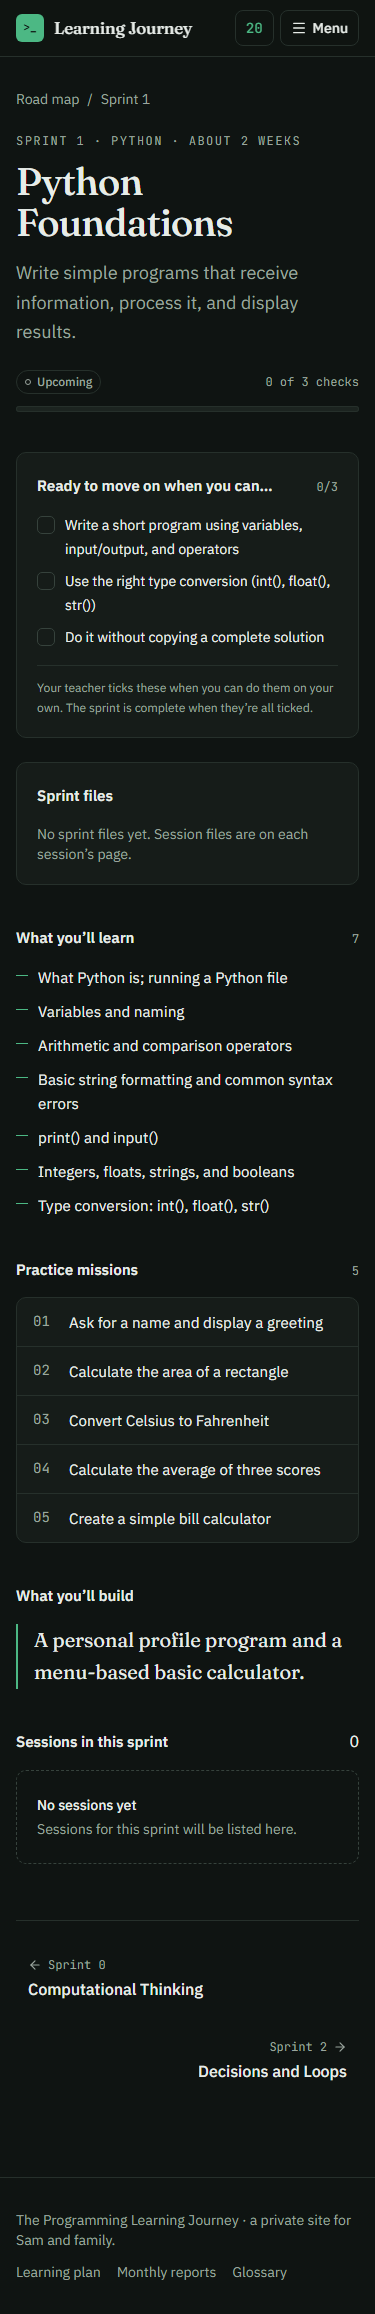 >_ Learning Journey 20 ☰ Menu
Road map / Sprint 1
SPRINT 1 · PYTHON · ABOUT 2 WEEKS
Python
Foundations
Write simple programs that receive
information, process it, and display
results.
Upcoming 0 of 3 checks
Ready to move on when you can… 0/3
Write a short program using variables,
input/output, and operators
Use the right type conversion (int(), float(),
str())
Do it without copying a complete solution
Your teacher ticks these when you can do them on your
own. The sprint is complete when they’re all ticked.
Sprint files
No sprint files yet. Session files are on each
session’s page.
What you’ll learn 7
— What Python is; running a Python file
— Variables and naming
— Arithmetic and comparison operators
— Basic string formatting and common syntax
errors
— print() and input()
— Integers, floats, strings, and booleans
— Type conversion: int(), float(), str()
Practice missions 5
01 Ask for a name and display a greeting
02 Calculate the area of a rectangle
03 Convert Celsius to Fahrenheit
04 Calculate the average of three scores
05 Create a simple bill calculator
What you’ll build
A personal profile program and a
menu-based basic calculator.
Sessions in this sprint 0
No sessions yet
Sessions for this sprint will be listed here.
← Sprint 0
Computational Thinking
Sprint 2 →
Decisions and Loops
The Programming Learning Journey · a private site for
Sam and family.
Learning plan Monthly reports Glossary